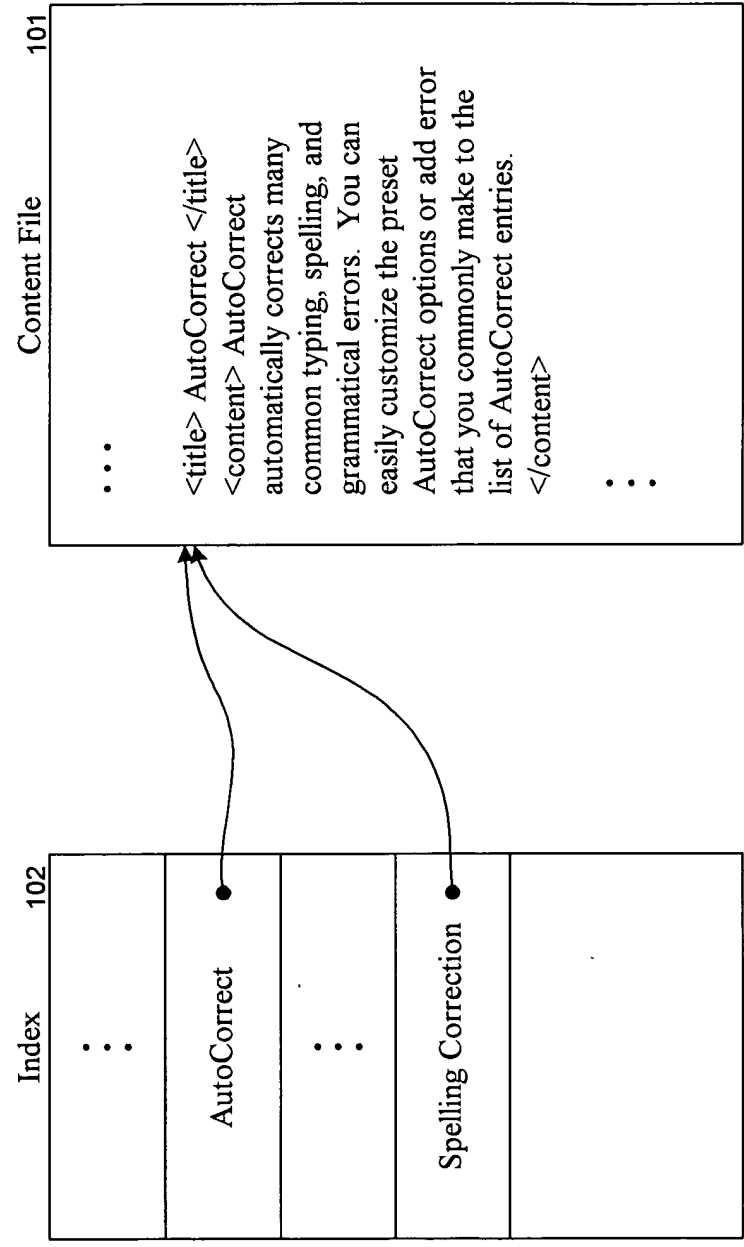 Index 102
. . .
AutoCorrect
. . .
Spelling Correction
Content File 101
. . .
<title> AutoCorrect </title>
<content> AutoCorrect
automatically corrects many
common typing, spelling, and
grammatical errors. You can
easily customize the preset
AutoCorrect options or add error
that you commonly make to the
list of AutoCorrect entries.
</content>
. . .